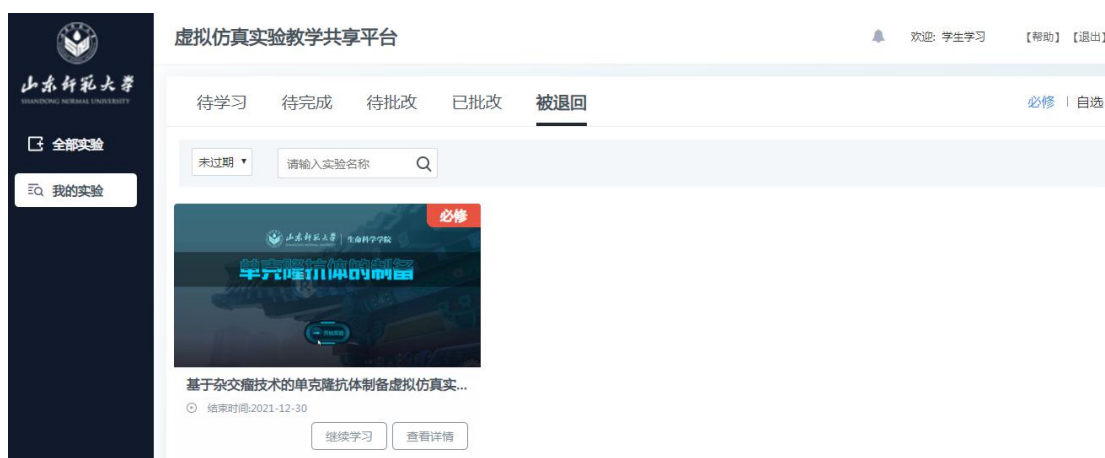 虚拟仿真实验教学共享平台
欢迎: 学生学习
【帮助】【退出】
山东师范大学
SHANDONG NORMAL UNIVERSITY
全部实验
我的实验
待学习 待完成 待批改 已批改 被退回
必修 | 自选
未过期
请输入实验名称
必修
山东师范大学 | 生命科学学院
单克隆抗体的制备
开始实验
基于杂交瘤技术的单克隆抗体制备虚拟仿真实...
结束时间:2021-12-30
继续学习 查看详情